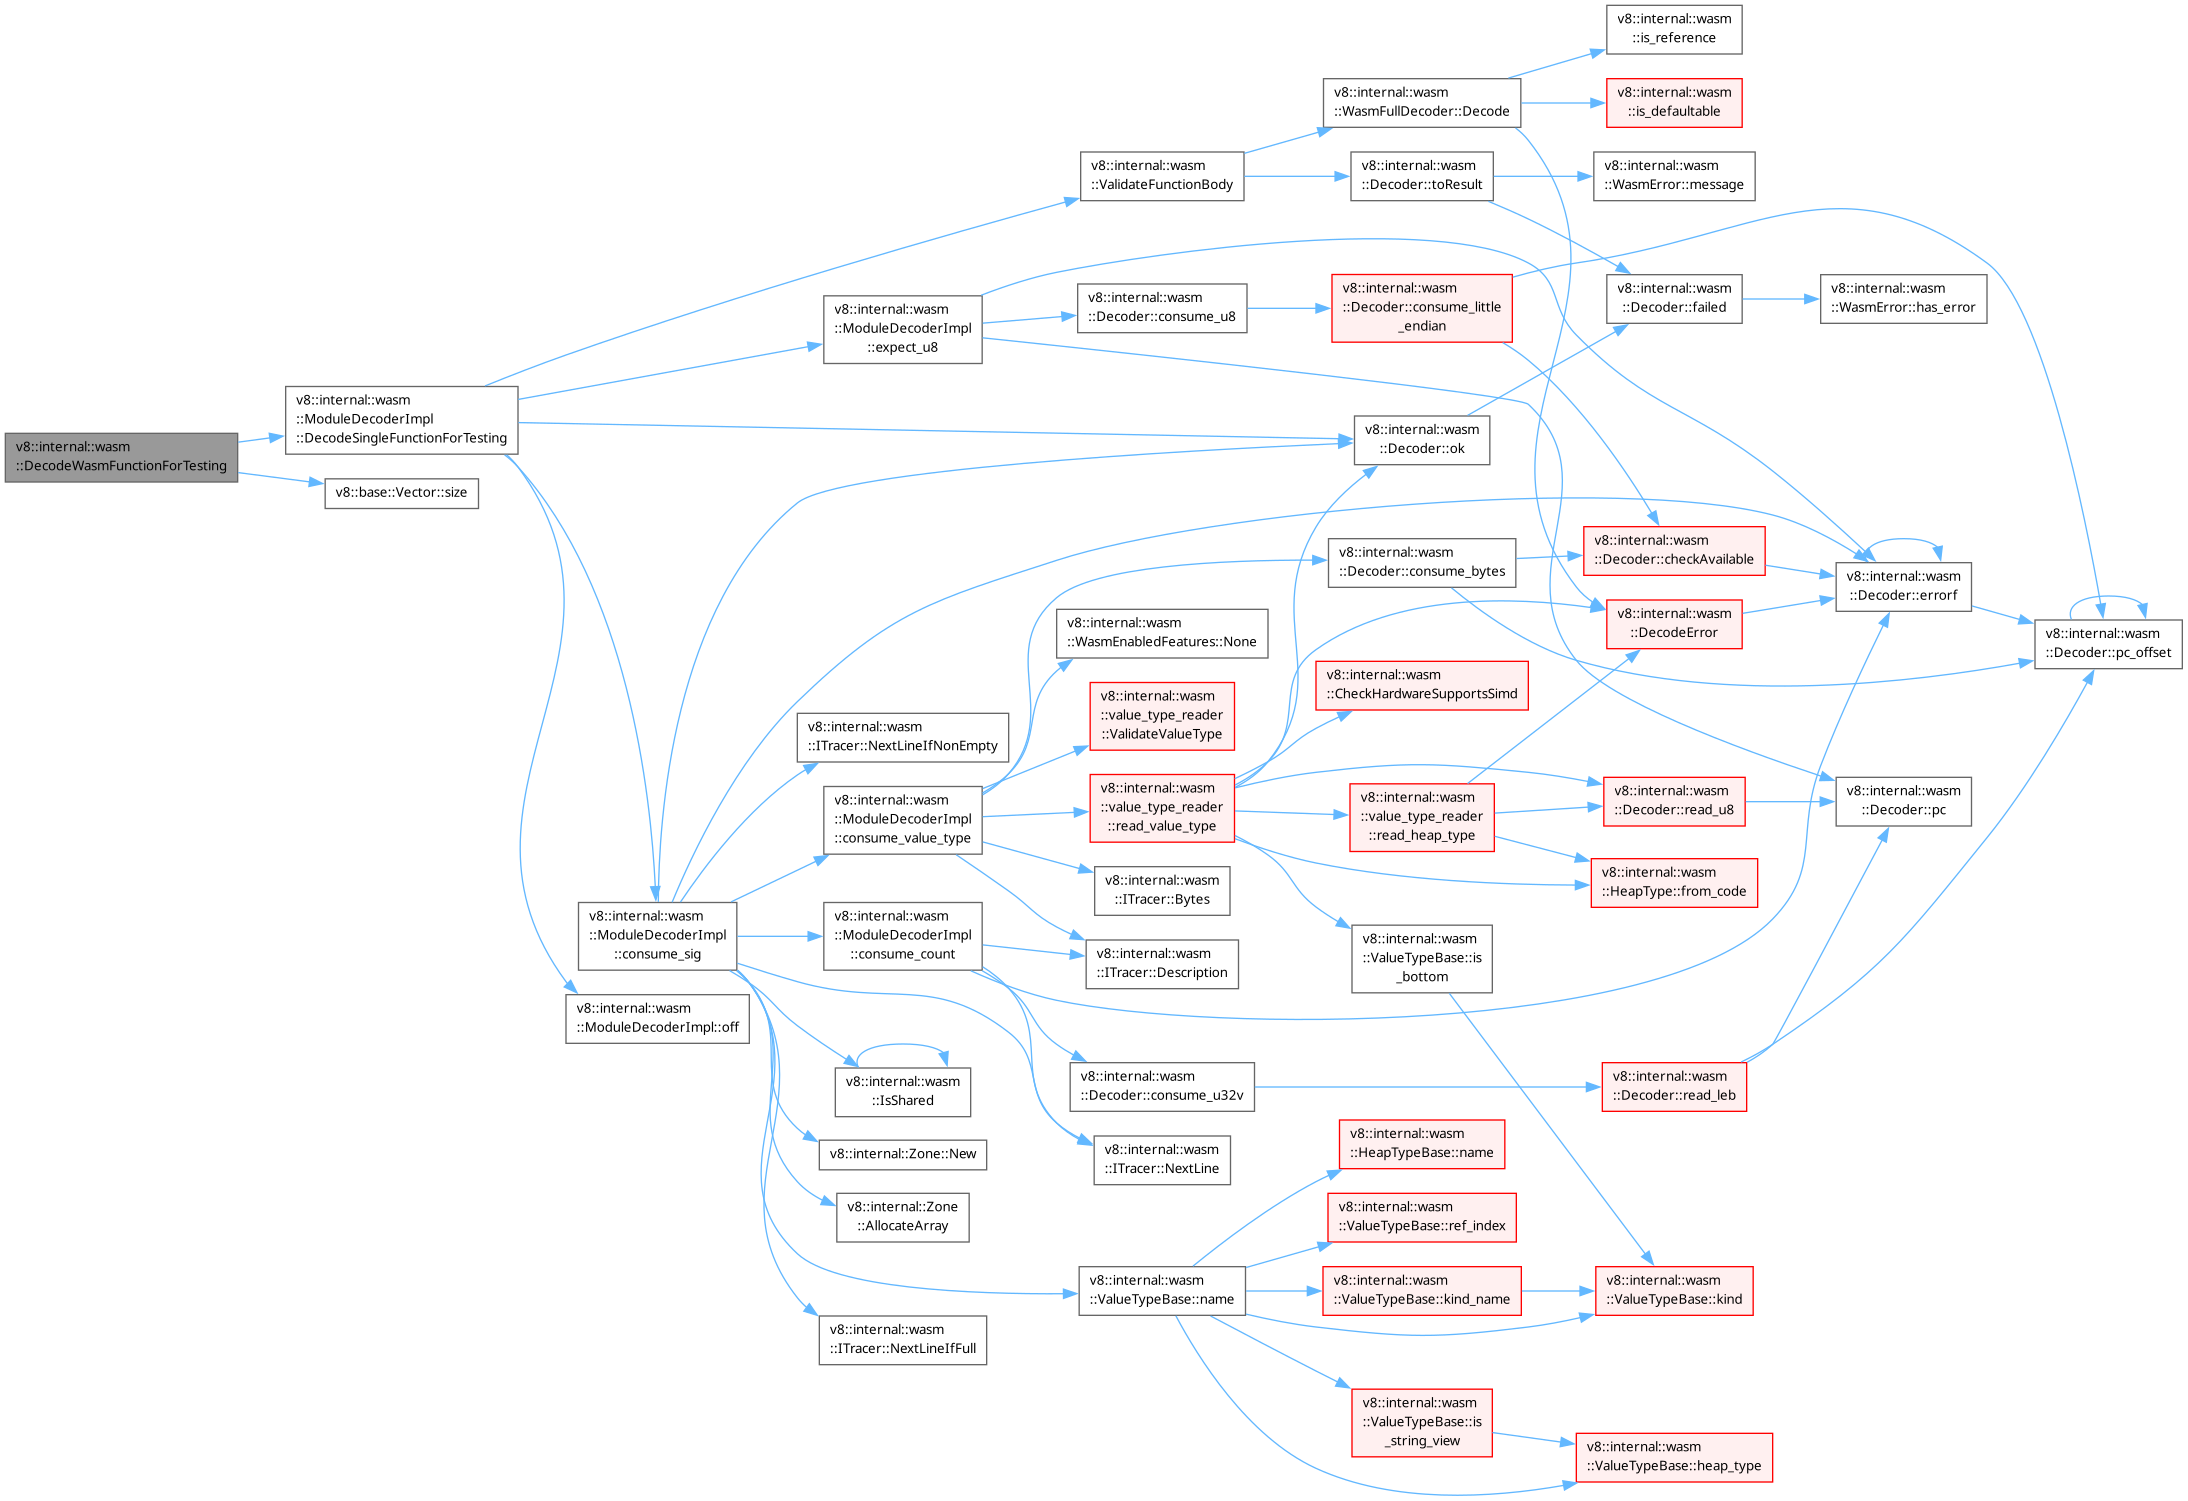 v8::internal::wasm
::DecodeWasmFunctionForTesting
v8::internal::wasm
::ModuleDecoderImpl
::DecodeSingleFunctionForTesting
v8::base::Vector::size
v8::internal::wasm
::ModuleDecoderImpl
::consume_sig
v8::internal::wasm
::ModuleDecoderImpl::off
v8::internal::wasm
::ModuleDecoderImpl
::expect_u8
v8::internal::wasm
::ITracer::NextLineIfNonEmpty
v8::internal::wasm
::ModuleDecoderImpl
::consume_value_type
v8::internal::wasm
::ModuleDecoderImpl
::consume_count
v8::internal::wasm
::IsShared
v8::internal::Zone::New
v8::internal::Zone
::AllocateArray
v8::internal::wasm
::ITracer::NextLineIfFull
v8::internal::wasm
::ValidateFunctionBody
v8::internal::wasm
::Decoder::consume_u8
v8::internal::wasm
::WasmEnabledFeatures::None
v8::internal::wasm
::value_type_reader
::ValidateValueType
v8::internal::wasm
::value_type_reader
::read_value_type
v8::internal::wasm
::ITracer::Bytes
v8::internal::wasm
::ITracer::Description
v8::internal::wasm
::Decoder::consume_u32v
v8::internal::wasm
::ITracer::NextLine
v8::internal::wasm
::ValueTypeBase::name
v8::internal::wasm
::WasmFullDecoder::Decode
v8::internal::wasm
::Decoder::toResult
v8::internal::wasm
::Decoder::consume_little
_endian
v8::internal::wasm
::Decoder::ok
v8::internal::wasm
::Decoder::consume_bytes
v8::internal::wasm
::CheckHardwareSupportsSimd
v8::internal::wasm
::value_type_reader
::read_heap_type
v8::internal::wasm
::ValueTypeBase::is
_bottom
v8::internal::wasm
::HeapTypeBase::name
v8::internal::wasm
::ValueTypeBase::ref_index
v8::internal::wasm
::ValueTypeBase::kind_name
v8::internal::wasm
::ValueTypeBase::is
_string_view
v8::internal::wasm
::is_reference
v8::internal::wasm
::is_defaultable
v8::internal::wasm
::WasmError::message
v8::internal::wasm
::Decoder::failed
v8::internal::wasm
::Decoder::checkAvailable
v8::internal::wasm
::DecodeError
v8::internal::wasm
::Decoder::read_u8
v8::internal::wasm
::HeapType::from_code
v8::internal::wasm
::Decoder::read_leb
v8::internal::wasm
::ValueTypeBase::kind
v8::internal::wasm
::ValueTypeBase::heap_type
v8::internal::wasm
::WasmError::has_error
v8::internal::wasm
::Decoder::errorf
v8::internal::wasm
::Decoder::pc
v8::internal::wasm
::Decoder::pc_offset